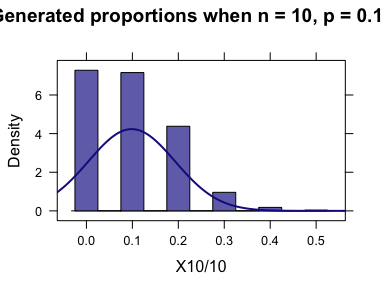 Generated proportions when n = 10, p = 0.1
Density
6
4
2
0
0.0 0.1 0.2 0.3 0.4 0.5
X10/10